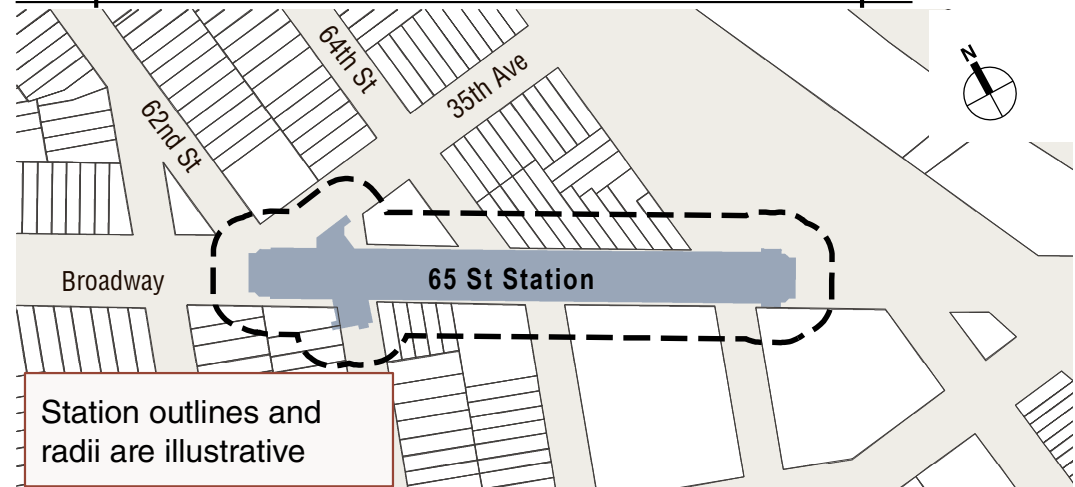 N
64th St
35th Ave
62nd St
Broadway
65 St Station
Station outlines and
radii are illustrative